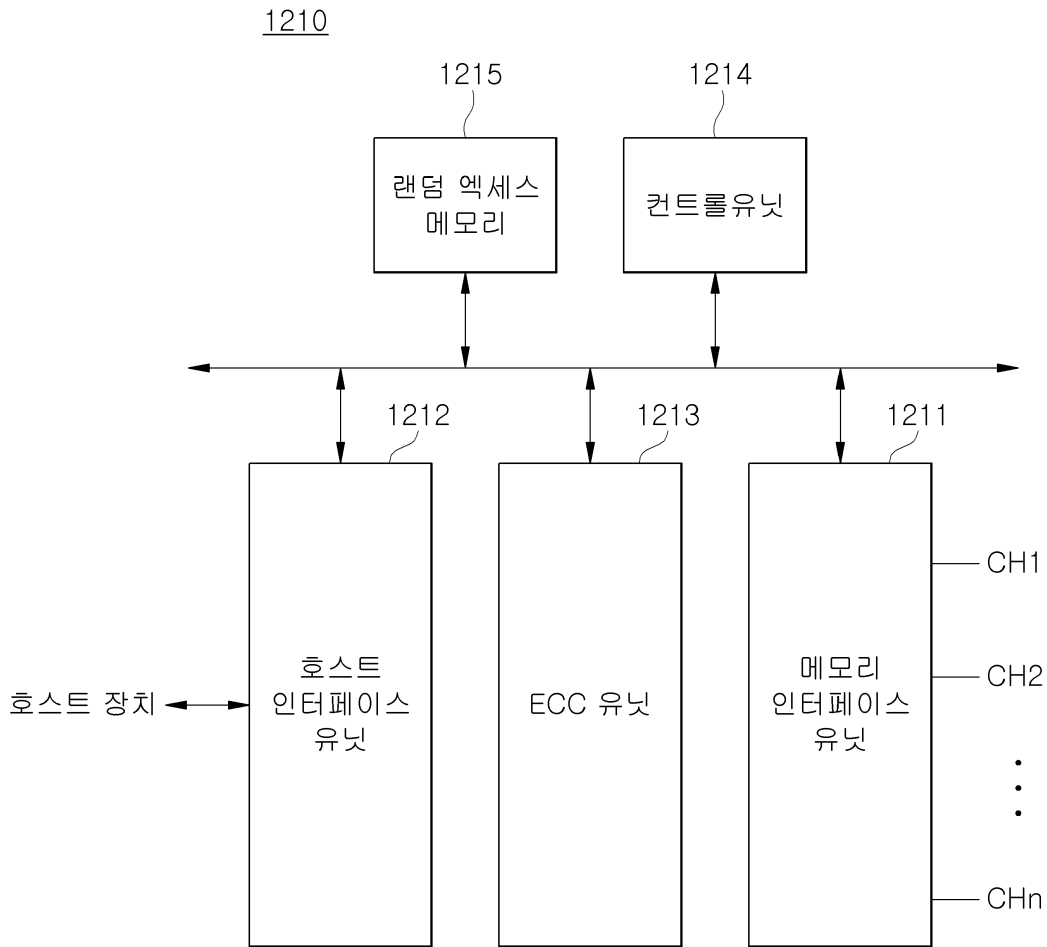 1210
1215
1214
랜덤 엑세스
메모리
컨트롤유닛
1212
1213
1211
CH1
호스트
인터페이스
유닛
ECC 유닛
메모리
인터페이스
유닛
호스트 장치
CH2
CHn